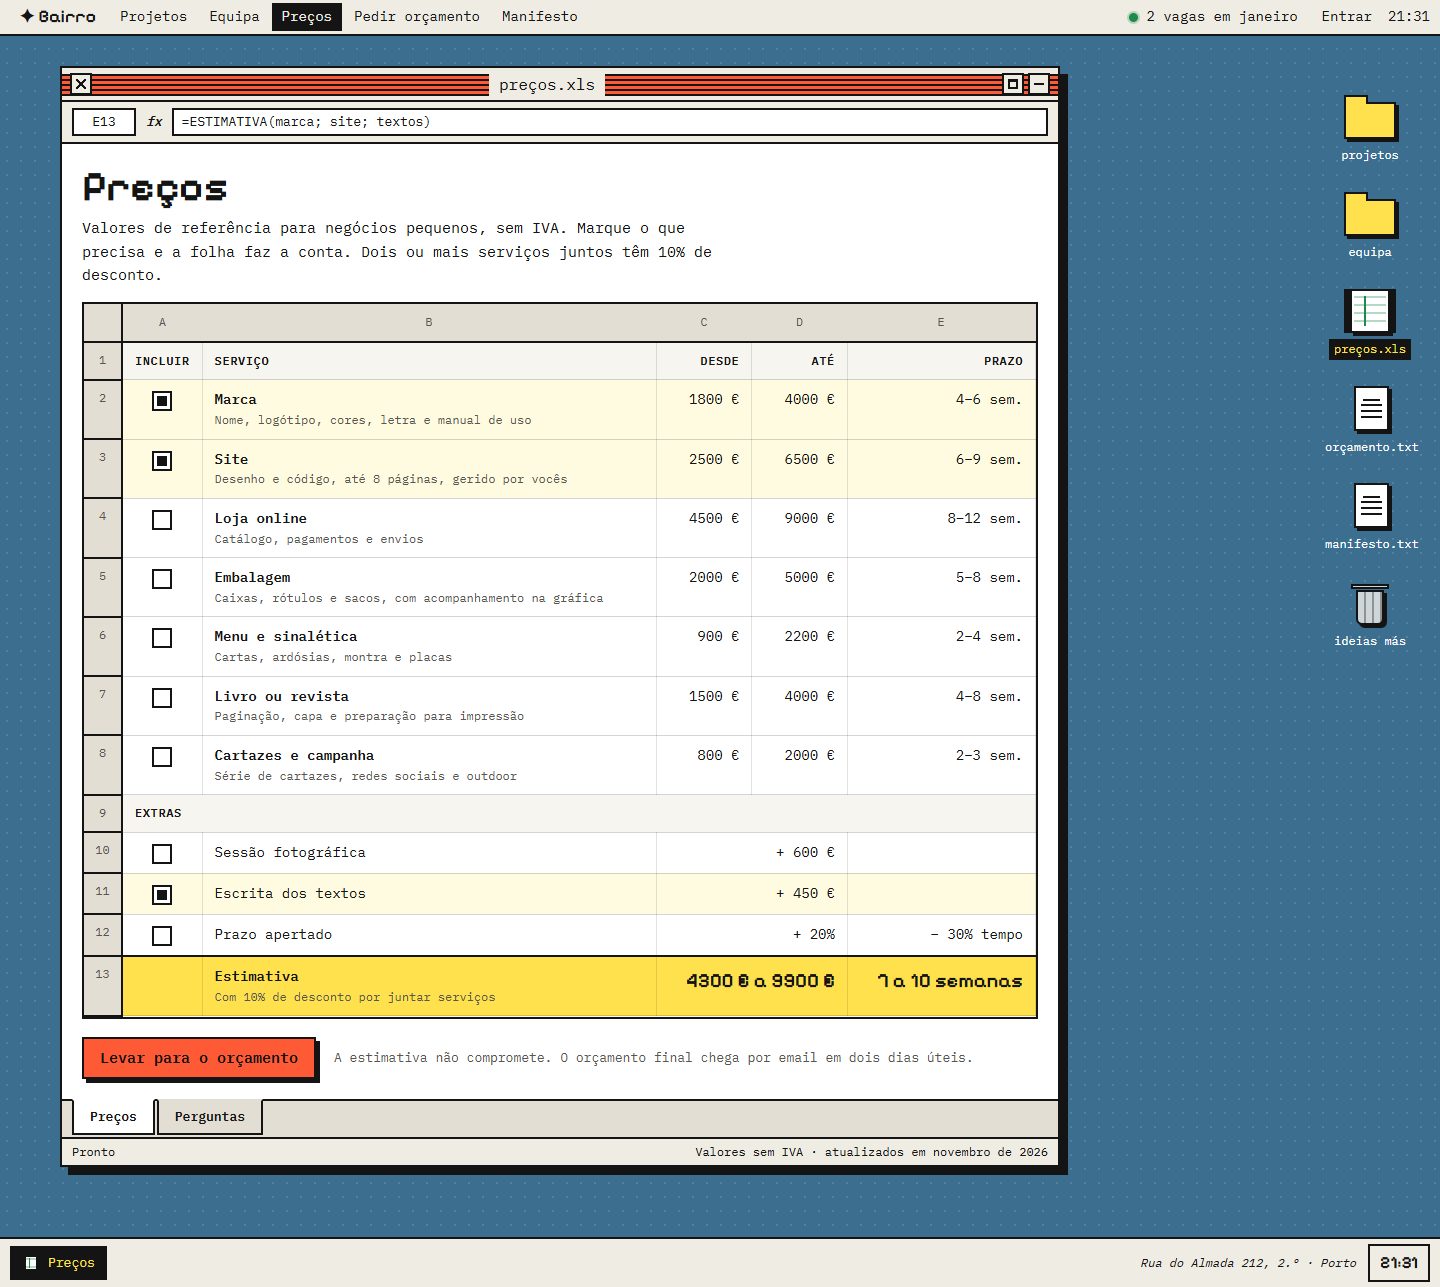 ✦ Bairro Projetos Equipa Preços Pedir orçamento Manifesto 2 vagas em janeiro Entrar 21:31
preços.xls
E13 fx =ESTIMATIVA(marca; site; textos)
Preços
Valores de referência para negócios pequenos, sem IVA. Marque o que
precisa e a folha faz a conta. Dois ou mais serviços juntos têm 10% de
desconto.
A B C D E
1 INCLUIR SERVIÇO DESDE ATÉ PRAZO
2 Marca 1800 € 4000 € 4–6 sem.
Nome, logótipo, cores, letra e manual de uso
3 Site 2500 € 6500 € 6–9 sem.
Desenho e código, até 8 páginas, gerido por vocês
4 Loja online 4500 € 9000 € 8–12 sem.
Catálogo, pagamentos e envios
5 Embalagem 2000 € 5000 € 5–8 sem.
Caixas, rótulos e sacos, com acompanhamento na gráfica
6 Menu e sinalética 900 € 2200 € 2–4 sem.
Cartas, ardósias, montra e placas
7 Livro ou revista 1500 € 4000 € 4–8 sem.
Paginação, capa e preparação para impressão
8 Cartazes e campanha 800 € 2000 € 2–3 sem.
Série de cartazes, redes sociais e outdoor
9 EXTRAS
10 Sessão fotográfica + 600 €
11 Escrita dos textos + 450 €
12 Prazo apertado + 20% − 30% tempo
13 Estimativa 4300 € a 9900 € 7 a 10 semanas
Com 10% de desconto por juntar serviços
Levar para o orçamento A estimativa não compromete. O orçamento final chega por email em dois dias úteis.
Preços Perguntas
Pronto Valores sem IVA · atualizados em novembro de 2026
projetos
equipa
preços.xls
orçamento.txt
manifesto.txt
ideias más
Preços Rua do Almada 212, 2.º · Porto 21:31